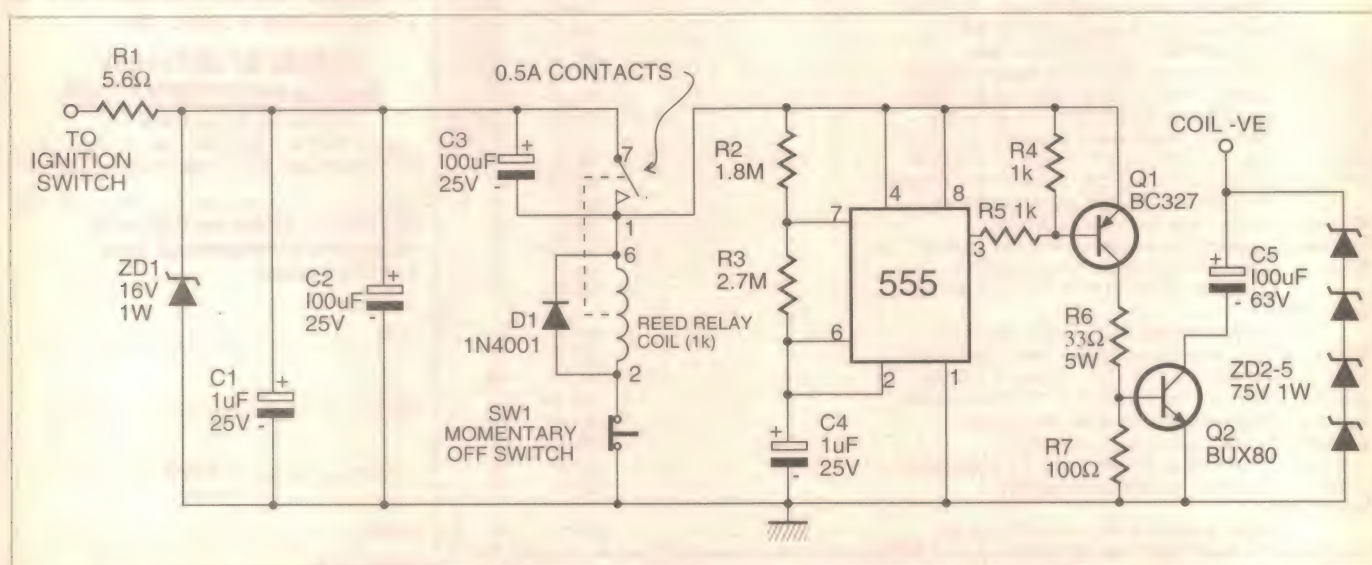 R1
5.6Ω
TO
IGNITION
SWITCH
ZD1
16V
1W
C1
1uF
25V
+
-
C2
I00uF
25V
+
-
C3
I00uF
25V
+
-
0.5A CONTACTS
7
1
6
D1
1N4001
REED RELAY
COIL (1k)
2
SW1
MOMENTARY
OFF SWITCH
R2
1.8M
R3
2.7M
7
6
4
8
555
3
2
1
C4
1uF
25V
+
-
R4
1k
R5 1k
Q1
BC327
R6
33Ω
5W
R7
100Ω
Q2
BUX80
COIL -VE
C5
I00uF
63V
+
-
ZD2-5
75V 1W